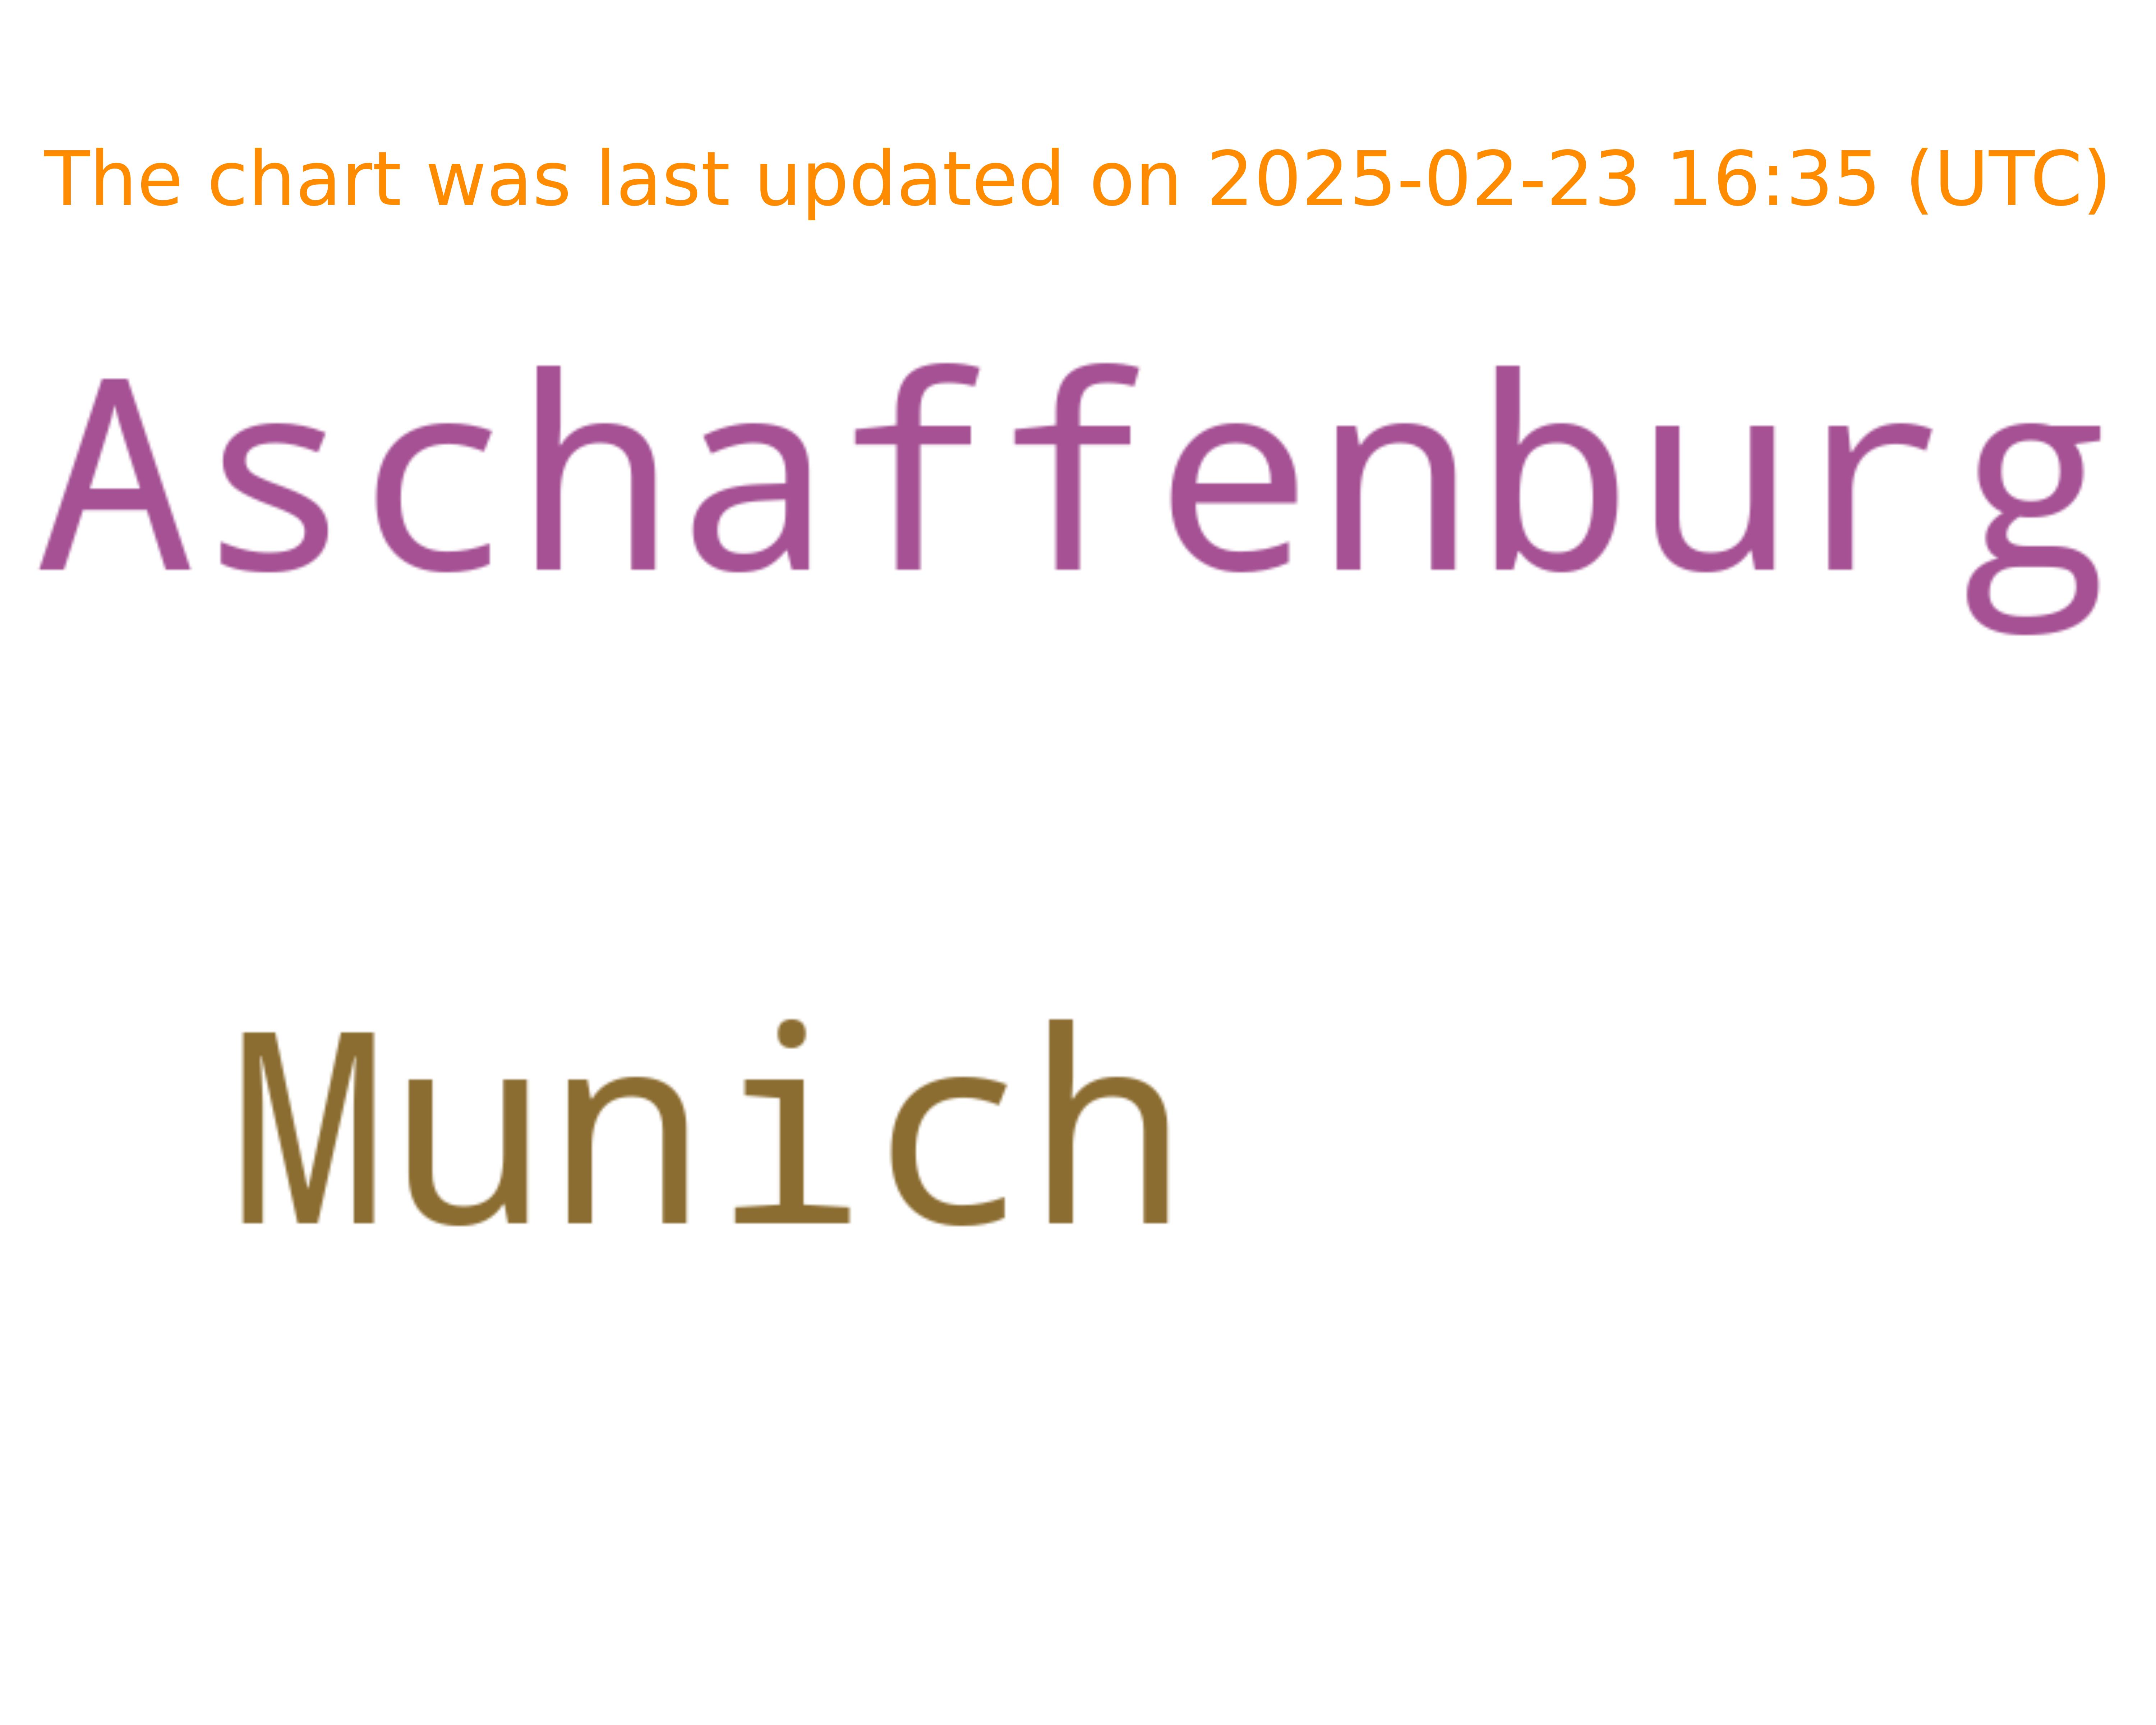 The chart was last updated on 2025-02-23 16:35 (UTC)
Aschaffenburg
Munich